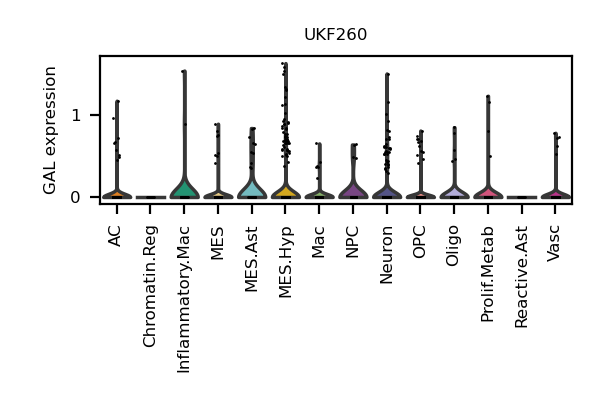 UKF260
GAL expression
1
0
AC
Chromatin.Reg
Inflammatory.Mac
MES
MES.Ast
MES.Hyp
Mac
NPC
Neuron
OPC
Oligo
Prolif.Metab
Reactive.Ast
Vasc